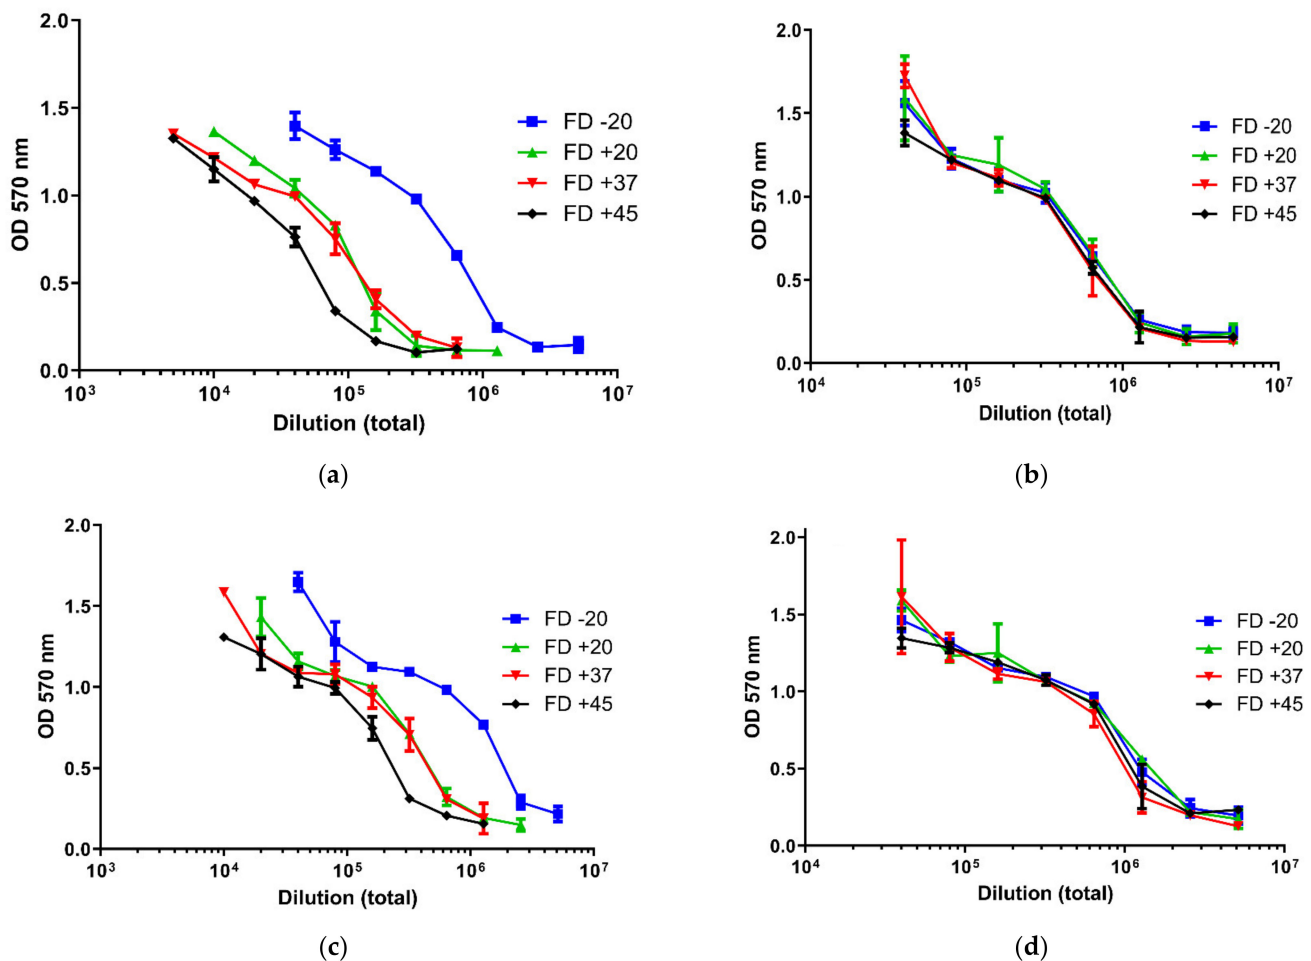 2.0
1.5
1.0
0.5
0.0
OD 570 nm
10³ 10⁴ 10⁵ 10⁶ 10⁷
Dilution (total)
FD -20
FD +20
FD +37
FD +45
(a)
2.0
1.5
1.0
0.5
0.0
OD 570 nm
10⁴ 10⁵ 10⁶ 10⁷
Dilution (total)
FD -20
FD +20
FD +37
FD +45
(b)
2.0
1.5
1.0
0.5
0.0
OD 570 nm
10³ 10⁴ 10⁵ 10⁶ 10⁷
Dilution (total)
FD -20
FD +20
FD +37
FD +45
(c)
2.0
1.5
1.0
0.5
0.0
OD 570 nm
10⁴ 10⁵ 10⁶ 10⁷
Dilution (total)
FD -20
FD +20
FD +37
FD +45
(d)